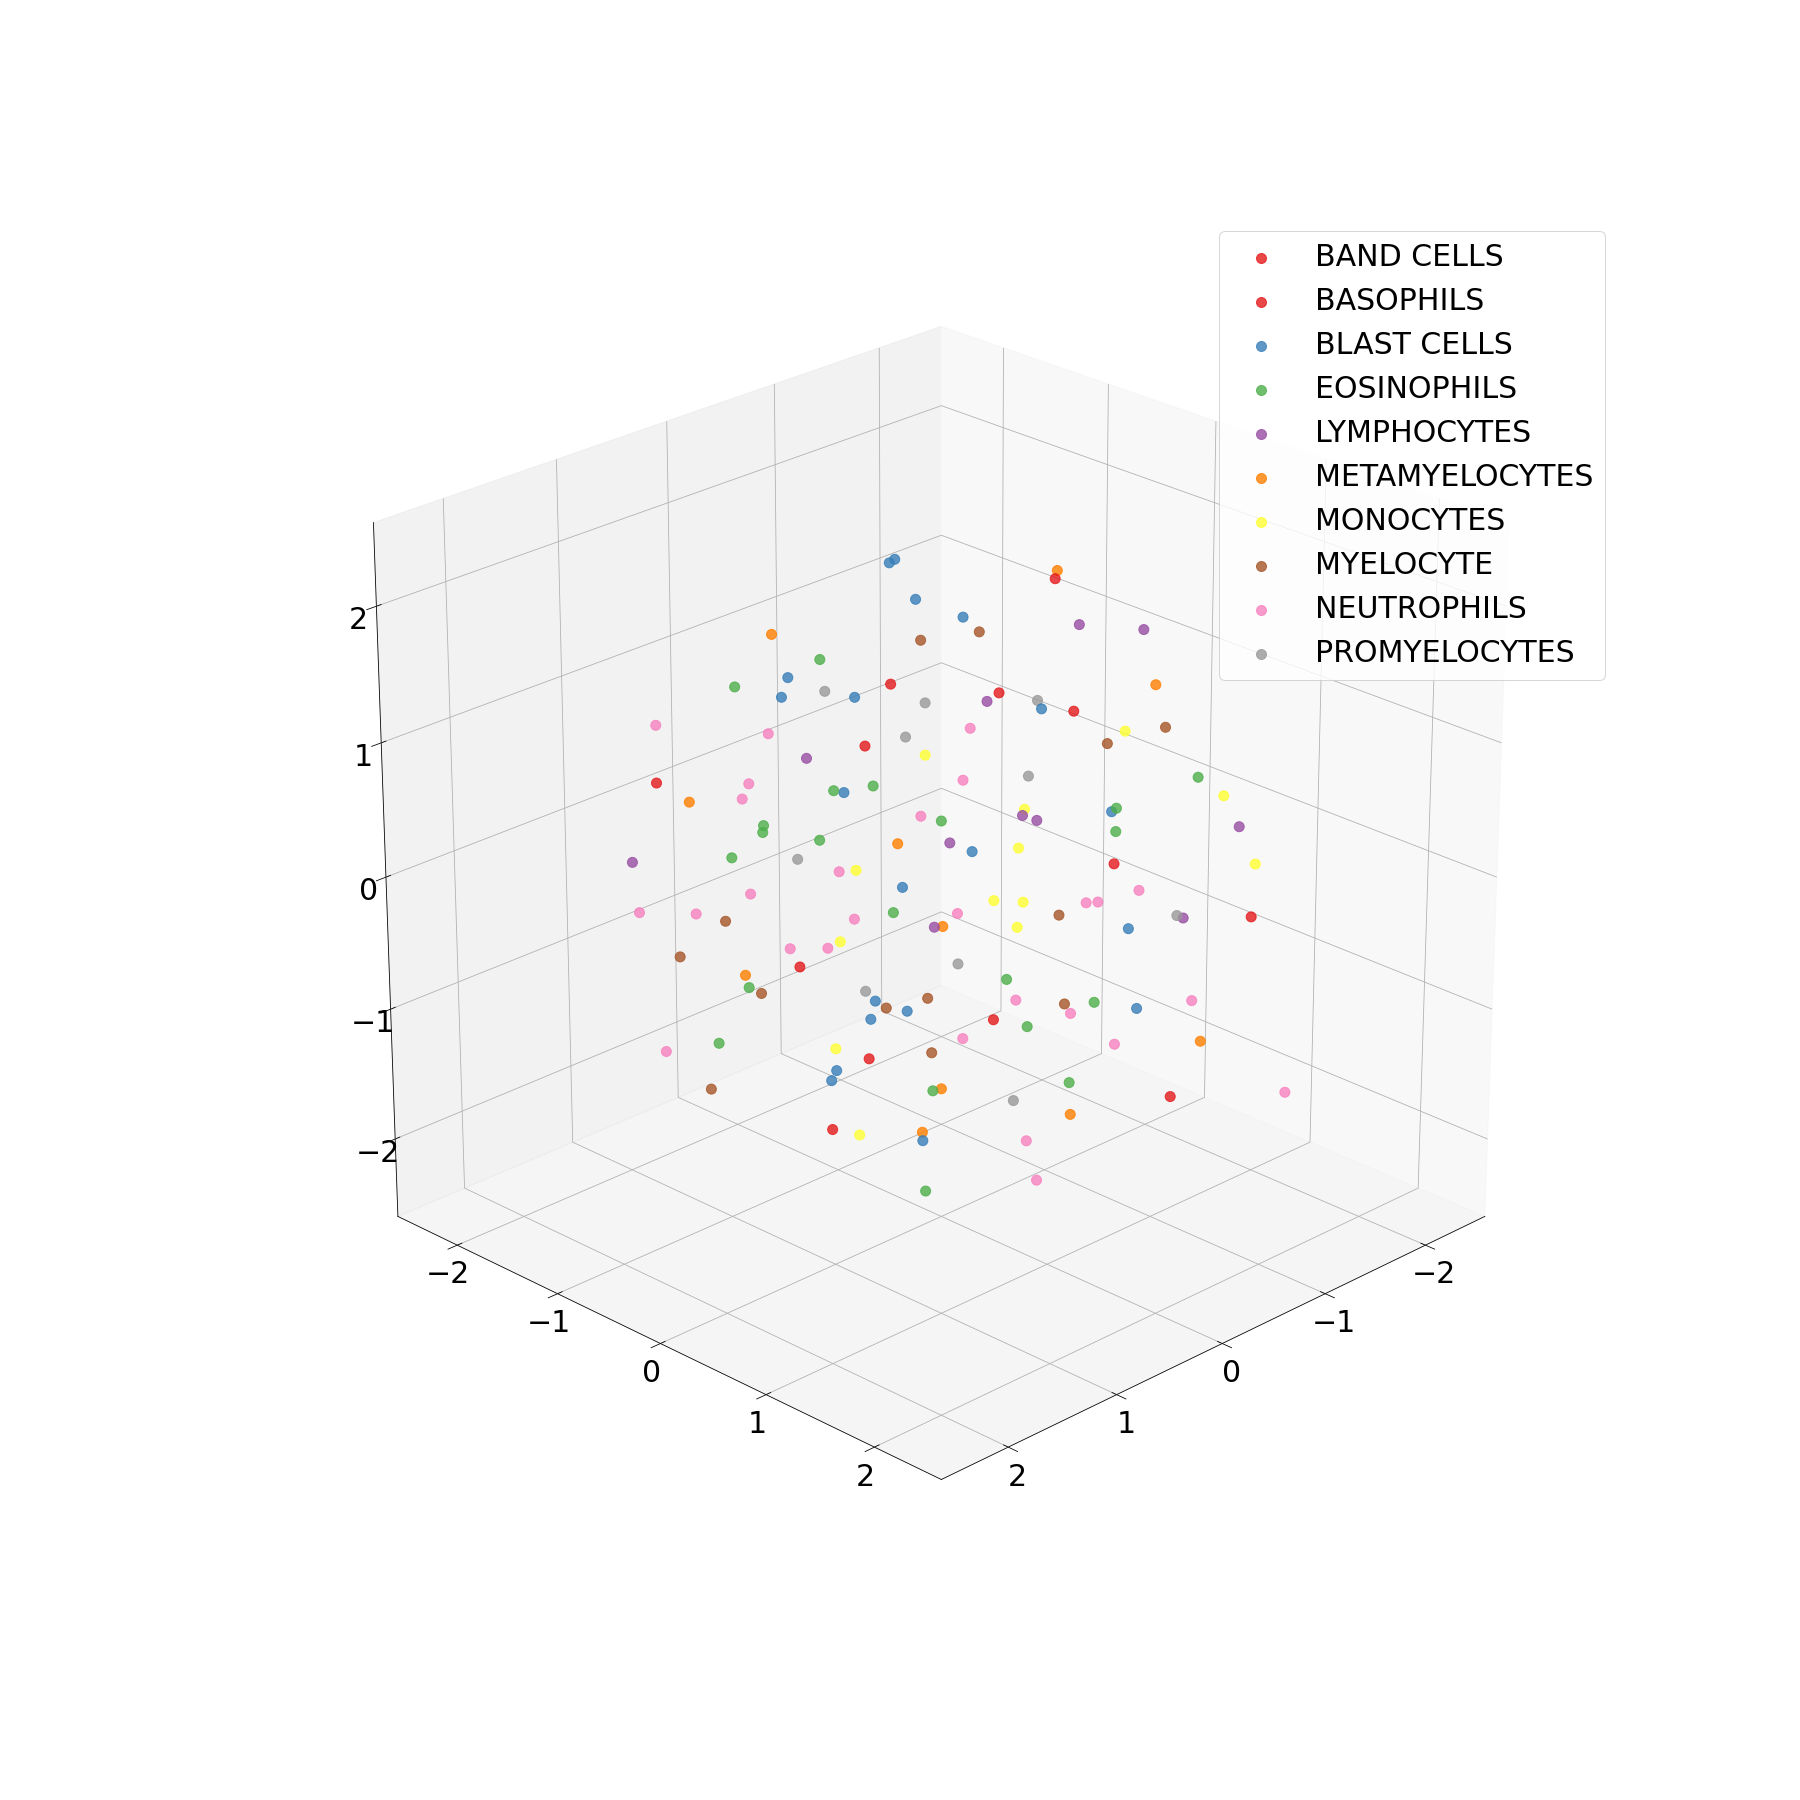 BAND CELLS
BASOPHILS
BLAST CELLS
EOSINOPHILS
LYMPHOCYTES
METAMYELOCYTES
MONOCYTES
MYELOCYTE
NEUTROPHILS
PROMYELOCYTES
2
1
0
−1
−2
−2
−1
0
1
2
−2
−1
0
1
2